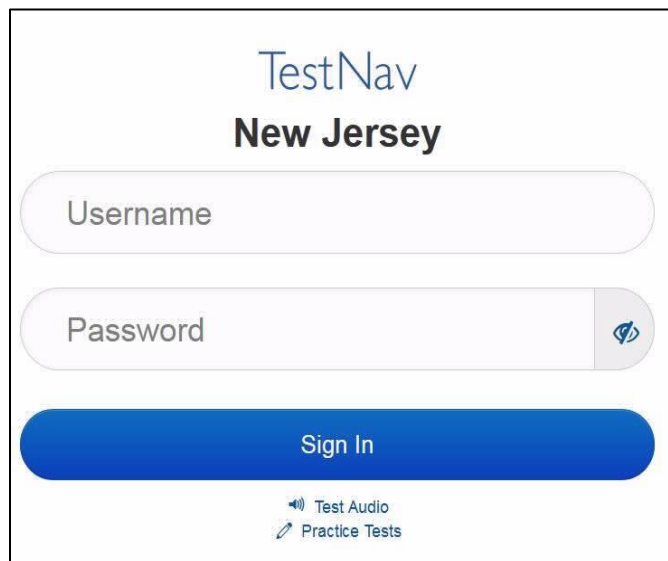 TestNav
New Jersey
Username
Password
Sign In
Test Audio
Practice Tests